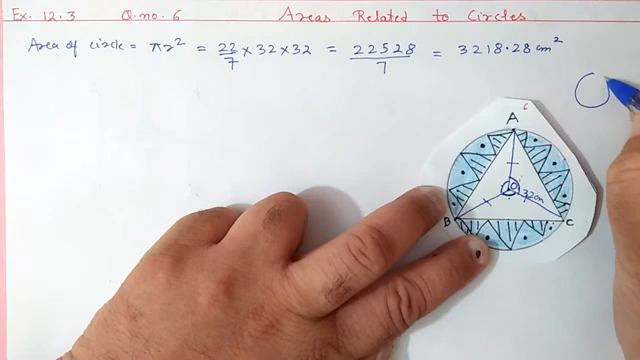 Ex. 12.3 Q.no. 6 Areas Related to Circles
Area of circle = πr² = 22/7 × 32 × 32 = 22528/7 = 3218.28 cm²
6
A
O
32cm
B C